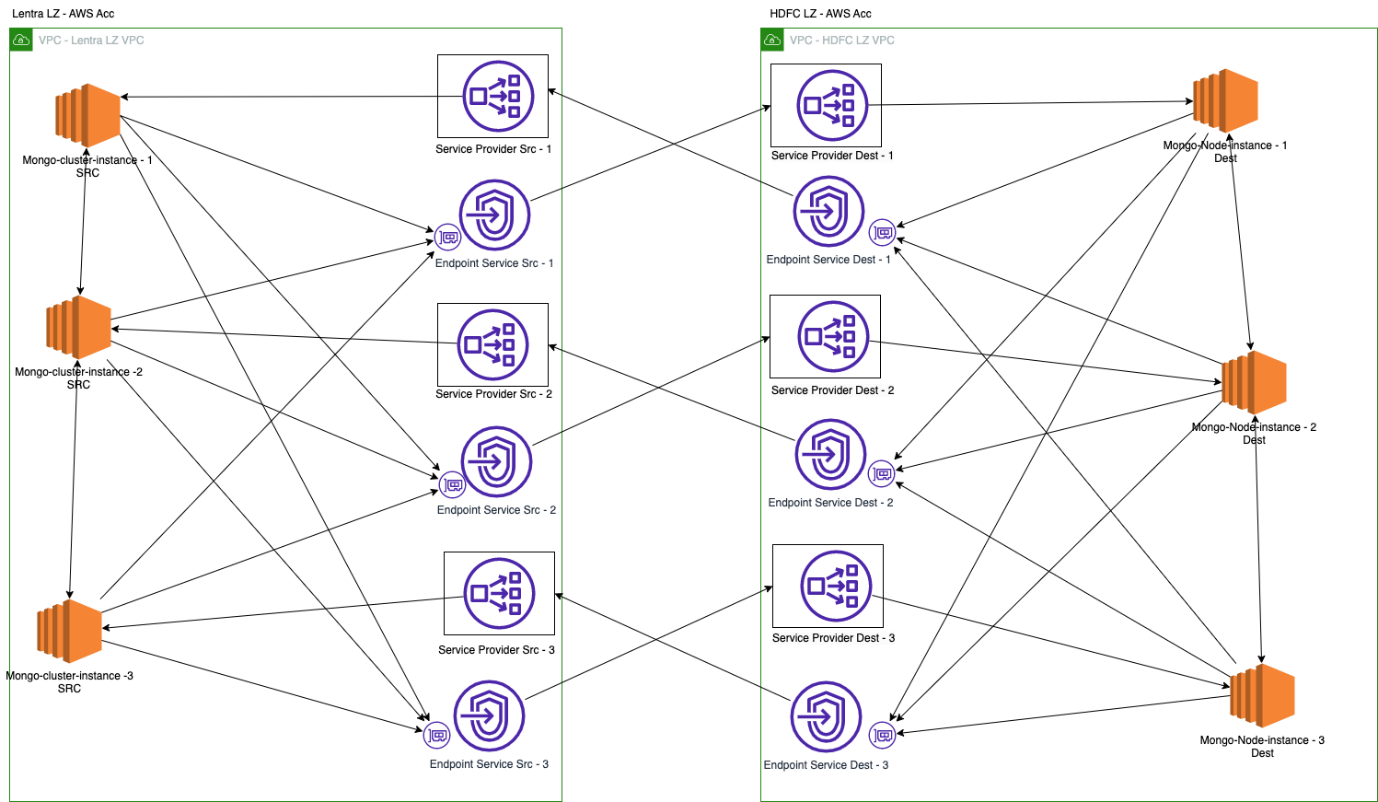 Lentra LZ - AWS Acc
VPC - Lentra LZ VPC
Mongo-cluster-instance - 1
SRC
Mongo-cluster-instance -2
SRC
Mongo-cluster-instance -3
SRC
Service Provider Src - 1
Endpoint Service Src - 1
Service Provider Src - 2
Endpoint Service Src - 2
Service Provider Src - 3
Endpoint Service Src - 3
HDFC LZ - AWS Acc
VPC - HDFC LZ VPC
Service Provider Dest - 1
Endpoint Service Dest - 1
Service Provider Dest - 2
Endpoint Service Dest - 2
Service Provider Dest - 3
Endpoint Service Dest - 3
Mongo-Node-instance - 1
Dest
Mongo-Node-instance - 2
Dest
Mongo-Node-instance - 3
Dest